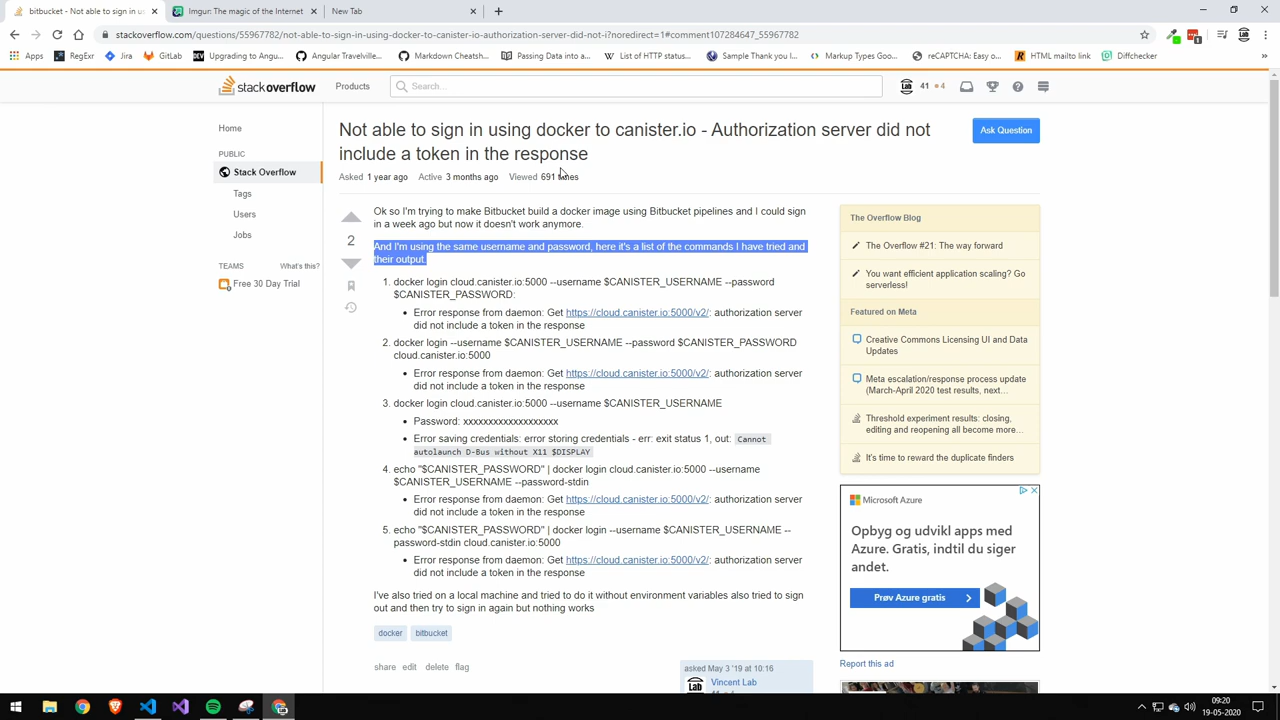 bitbucket - Not able to sign in us
Imgur: The magic of the Internet
New Tab
stackoverflow.com/questions/55967782/not-able-to-sign-in-using-docker-to-canister-io-authorization-server-did-not-i?noredirect=1#comment107284647_55967782
Apps
RegExr
Jira
GitLab
Upgrading to Angu...
Angular Travelville...
Markdown Cheatsh...
Passing Data into a...
List of HTTP status...
Sample Thank you l...
Markup Types Goo...
reCAPTCHA: Easy o...
HTML mailto link
Diffchecker
stackoverflow
Products
Search...
41
4
Home
PUBLIC
Stack Overflow
Tags
Users
Jobs
TEAMS
What's this?
Free 30 Day Trial
Not able to sign in using docker to canister.io - Authorization server did not
include a token in the response
Ask Question
Asked 1 year ago Active 3 months ago Viewed 691 times
2
Ok so I'm trying to make Bitbucket build a docker image using Bitbucket pipelines and I could sign
in a week ago but now it doesn't work anymore.
And I'm using the same username and password, here it's a list of the commands I have tried and
their output.
1. docker login cloud.canister.io:5000 --username $CANISTER_USERNAME --password
$CANISTER_PASSWORD:
• Error response from daemon: Get https://cloud.canister.io:5000/v2/: authorization server
did not include a token in the response
2. docker login --username $CANISTER_USERNAME --password $CANISTER_PASSWORD
cloud.canister.io:5000
• Error response from daemon: Get https://cloud.canister.io:5000/v2/: authorization server
did not include a token in the response
3. docker login cloud.canister.io:5000 --username $CANISTER_USERNAME
• Password: xxxxxxxxxxxxxxxxxxx
• Error saving credentials: error storing credentials - err: exit status 1, out: Cannot
autolaunch D-Bus without X11 $DISPLAY
4. echo "$CANISTER_PASSWORD" | docker login cloud.canister.io:5000 --username
$CANISTER_USERNAME --password-stdin
• Error response from daemon: Get https://cloud.canister.io:5000/v2/: authorization server
did not include a token in the response
5. echo "$CANISTER_PASSWORD" | docker login --username $CANISTER_USERNAME --
password-stdin cloud.canister.io:5000
• Error response from daemon: Get https://cloud.canister.io:5000/v2/: authorization server
did not include a token in the response
I've also tried on a local machine and tried to do it without environment variables also tried to sign
out and then try to sign in again but nothing works
docker
bitbucket
share edit delete flag
asked May 3 '19 at 10:16
Lab
Vincent Lab
The Overflow Blog
The Overflow #21: The way forward
You want efficient application scaling? Go
serverless!
Featured on Meta
Creative Commons Licensing UI and Data
Updates
Meta escalation/response process update
(March-April 2020 test results, next...
Threshold experiment results: closing,
editing and reopening all become more...
It's time to reward the duplicate finders
Microsoft Azure
Opbyg og udvikl apps med
Azure. Gratis, indtil du siger
andet.
Prøv Azure gratis
Report this ad
09:20
19-05-2020